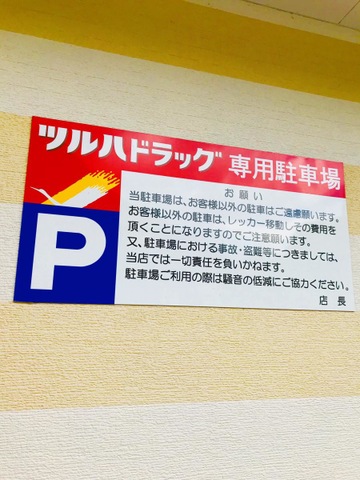 ツルハドラッグ 専用駐車場
お願い
当駐車場は、お客様以外の駐車はご遠慮願います。
お客様以外の駐車は、レッカー移動しその費用を
頂くことになりますのでご注意願います。
又、駐車場における事故・盗難等につきましては、
当店では一切責任を負いかねます。
駐車場ご利用の際は騒音の低減にご協力ください。
店長
P